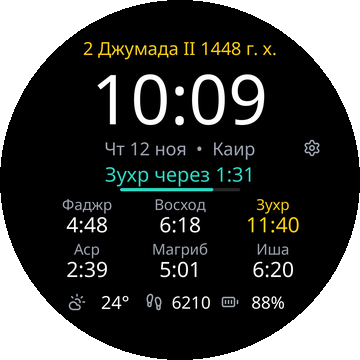 2 Джумада II 1448 г. х.
10:09
Чт 12 ноя • Каир
Зухр через 1:31
Фаджр Восход Зухр
4:48 6:18 11:40
Аср Магриб Иша
2:39 5:01 6:20
24° 6210 88%